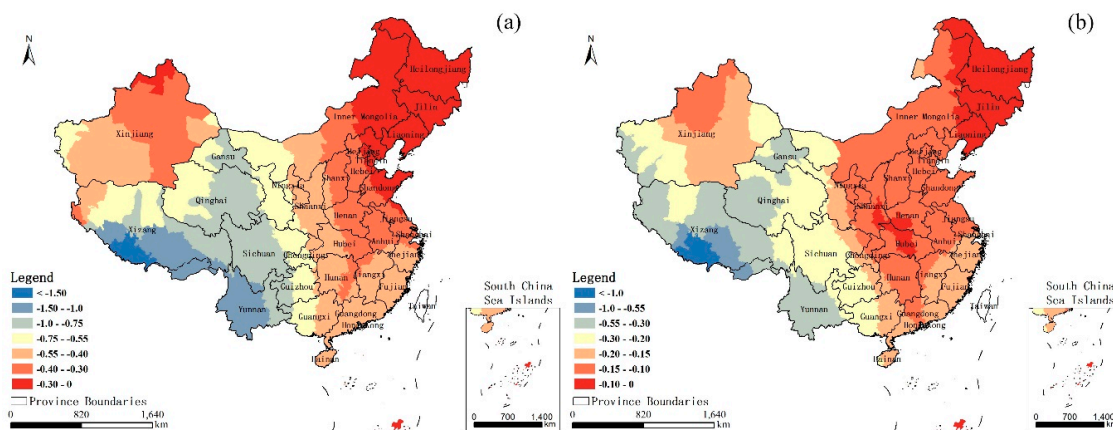 (a)
N
Heilongjiang
Jilin
Inner Mongolia
Liaoning
Xinjiang
Beijing
Tianjin
Gansu
Hebei
Ningxia
Shanxi
Shandong
Qinghai
Shaanxi
Henan
Jiangsu
Xizang
Shanghai
Anhui
Sichuan
Hubei
Chongqing
Zhejiang
Hunan
Jiangxi
Guizhou
Fujian
Yunnan
Guangxi
Guangdong
Taiwan
Hongkong
Hainan
Legend
< -1.50
-1.50 - -1.0
-1.0 - -0.75
-0.75 - -0.55
-0.55 - -0.40
-0.40 - -0.30
-0.30 - 0
Province Boundaries
0 820 1,640
km
South China
Sea Islands
0 700 1,400
km
(b)
N
Heilongjiang
Jilin
Inner Mongolia
Liaoning
Xinjiang
Beijing
Tianjin
Gansu
Hebei
Ningxia
Shanxi
Shandong
Qinghai
Shaanxi
Henan
Jiangsu
Xizang
Shanghai
Anhui
Sichuan
Hubei
Chongqing
Zhejiang
Hunan
Jiangxi
Guizhou
Fujian
Yunnan
Guangxi
Guangdong
Taiwan
Hongkong
Hainan
Legend
< -1.0
-1.0 - -0.55
-0.55 - -0.30
-0.30 - -0.20
-0.20 - -0.15
-0.15 - -0.10
-0.10 - 0
Province Boundaries
0 820 1,640
km
South China
Sea Islands
0 700 1,400
km